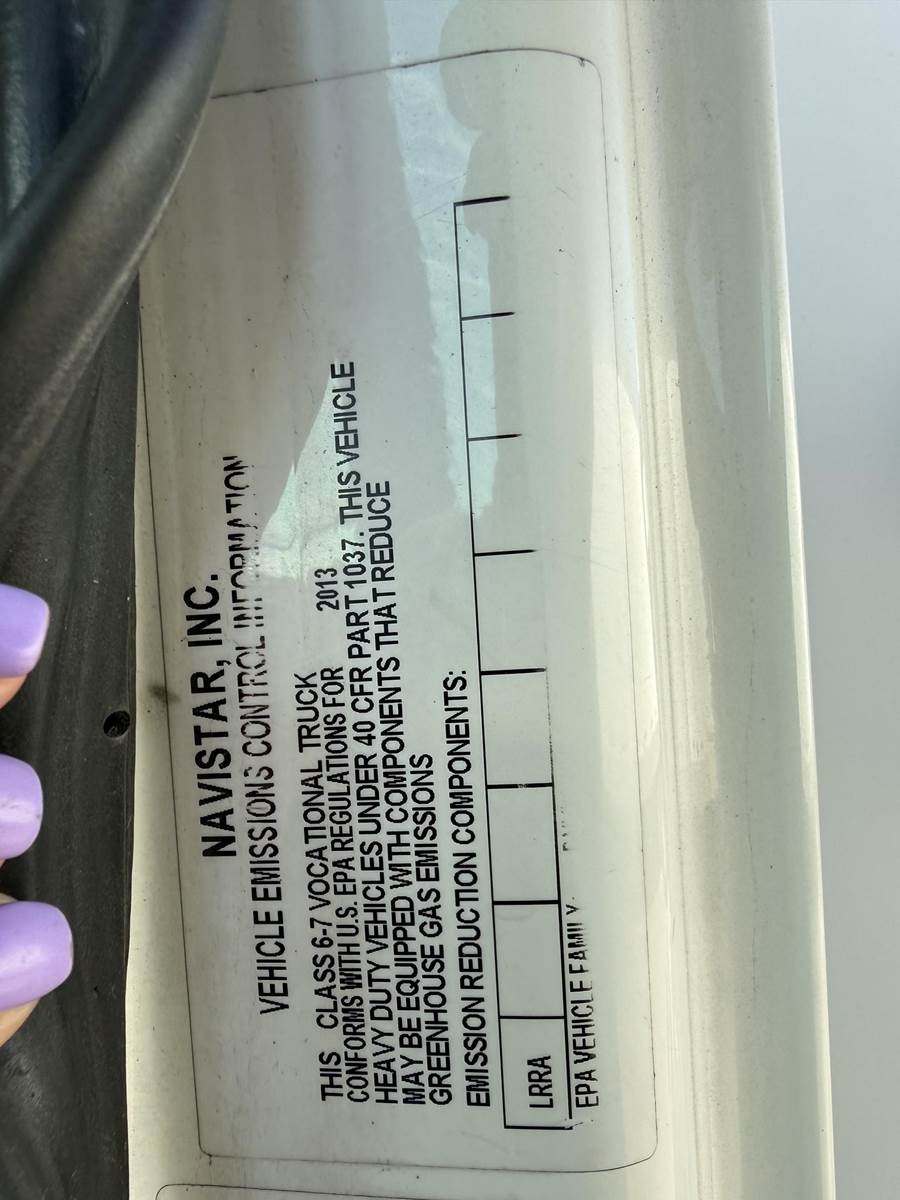 NAVISTAR, INC.
VEHICLE EMISSIONS CONTROL INFORMATION
THIS CLASS 6-7 VOCATIONAL TRUCK
CONFORMS WITH U.S. EPA REGULATIONS FOR 2013
HEAVY DUTY VEHICLES UNDER 40 CFR PART 1037. THIS VEHICLE
MAY BE EQUIPPED WITH COMPONENTS THAT REDUCE
GREENHOUSE GAS EMISSIONS
EMISSION REDUCTION COMPONENTS:
LRRA
EPA VEHICLE FAMILY: